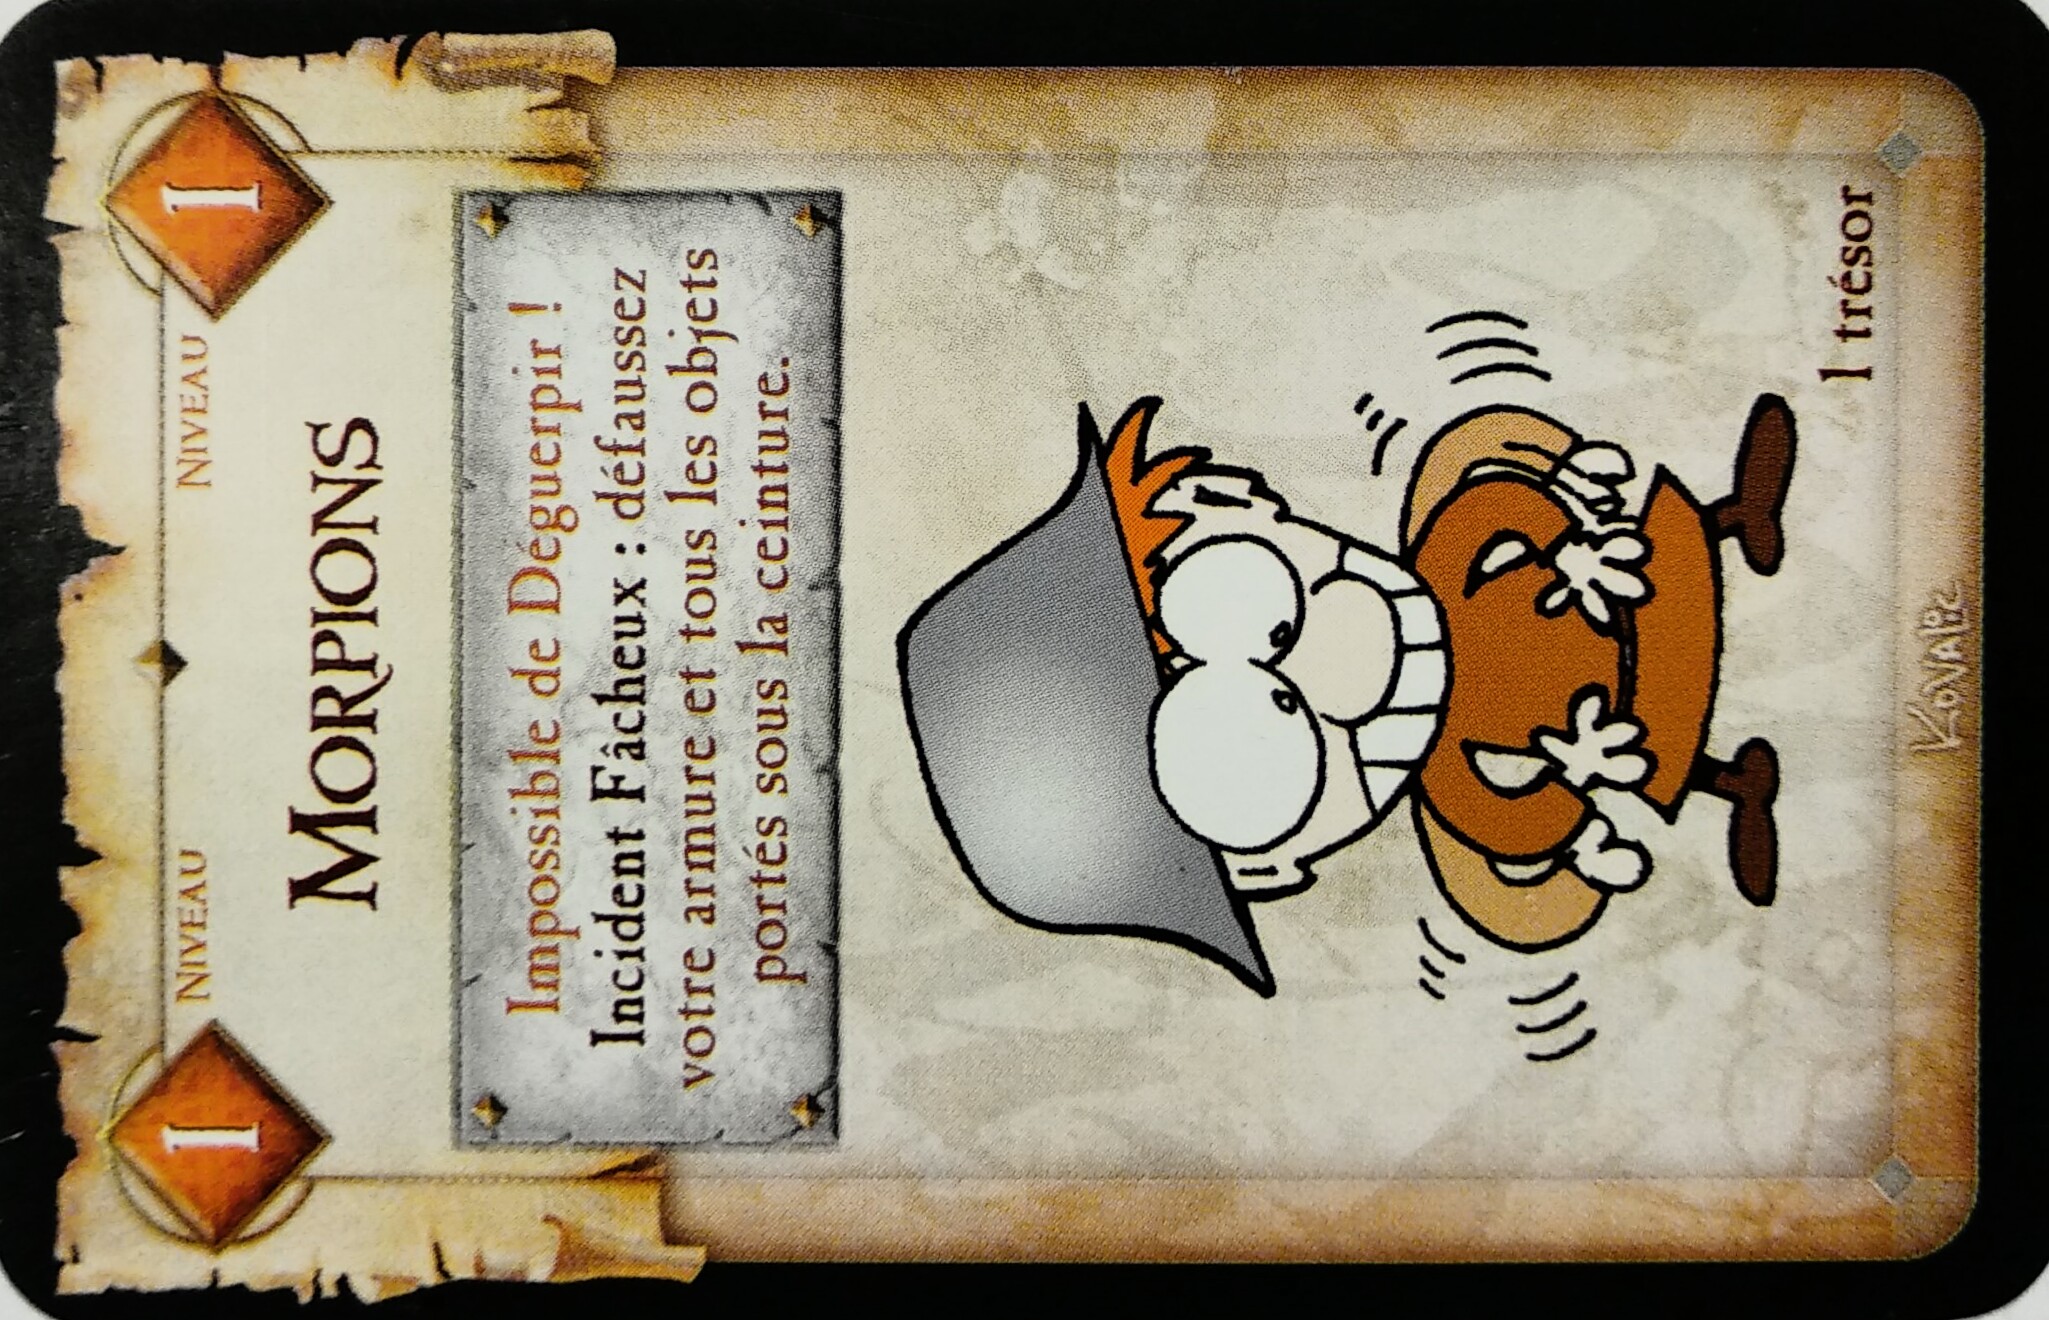 1 NIVEAU NIVEAU 1
MORPIONS
Impossible de Déguerpir !
Incident Fâcheux : défaussez
votre armure et tous les objets
portés sous la ceinture.
1 trésor
KOVALIC